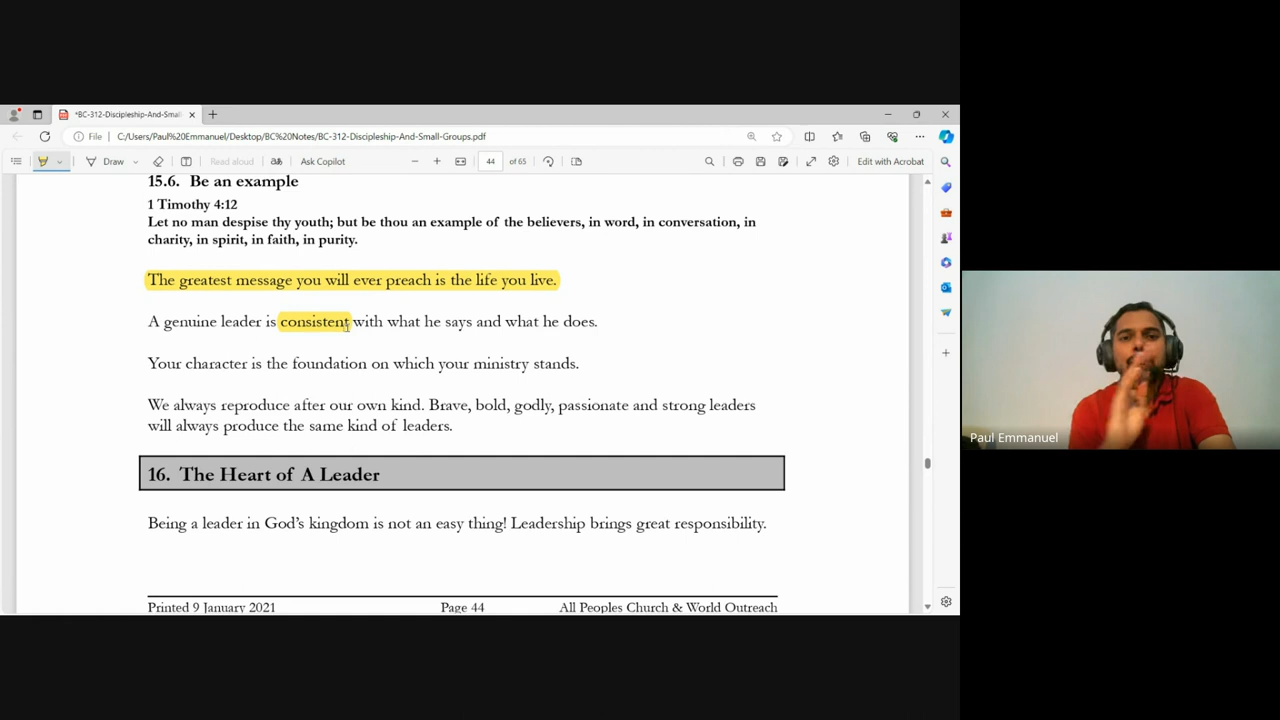 *BC-312-Discipleship-And-Small-
File
C:/Users/Paul%20Emmanuel/Desktop/BC%20Notes/BC-312-Discipleship-And-Small-Groups.pdf
Draw
Read aloud
Ask Copilot
44
of 65
Edit with Acrobat
15.6. Be an example
1 Timothy 4:12
Let no man despise thy youth; but be thou an example of the believers, in word, in conversation, in
charity, in spirit, in faith, in purity.
The greatest message you will ever preach is the life you live.
A genuine leader is consistent with what he says and what he does.
Your character is the foundation on which your ministry stands.
We always reproduce after our own kind. Brave, bold, godly, passionate and strong leaders
will always produce the same kind of leaders.
16. The Heart of A Leader
Being a leader in God's kingdom is not an easy thing! Leadership brings great responsibility.
Printed 9 January 2021
Page 44
All Peoples Church & World Outreach
Paul Emmanuel